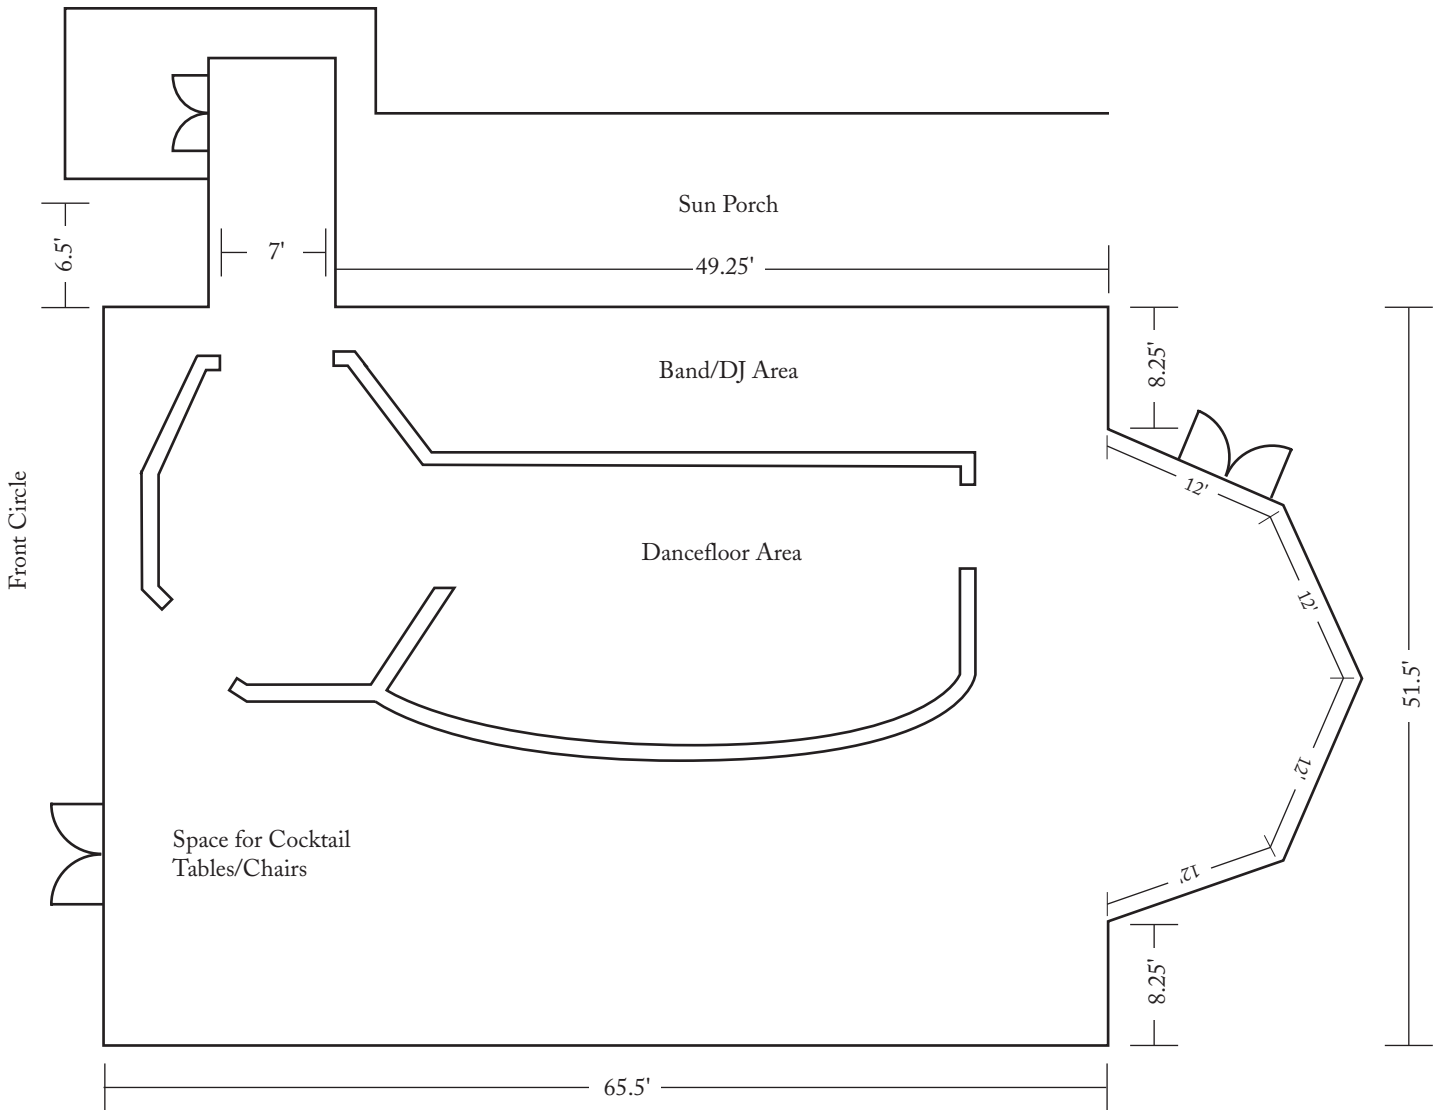 Sun Porch
6.5'
7'
49.25'
Band/DJ Area
8.25'
Front Circle
12'
Dancefloor Area
12'
51.5'
12'
Space for Cocktail
Tables/Chairs
12'
8.25'
65.5'